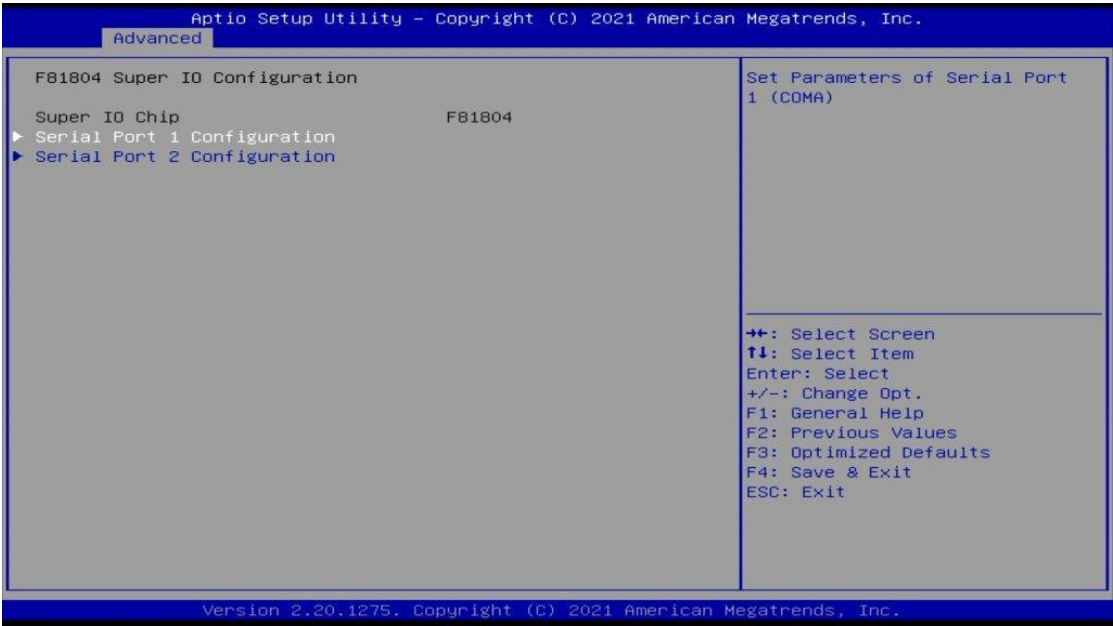 Aptio Setup Utility – Copyright (C) 2021 American Megatrends, Inc.
Advanced
F81804 Super IO Configuration
Super IO Chip F81804
▶ Serial Port 1 Configuration
▶ Serial Port 2 Configuration
Set Parameters of Serial Port
1 (COMA)
→←: Select Screen
↑↓: Select Item
Enter: Select
+/-: Change Opt.
F1: General Help
F2: Previous Values
F3: Optimized Defaults
F4: Save & Exit
ESC: Exit
Version 2.20.1275. Copyright (C) 2021 American Megatrends, Inc.